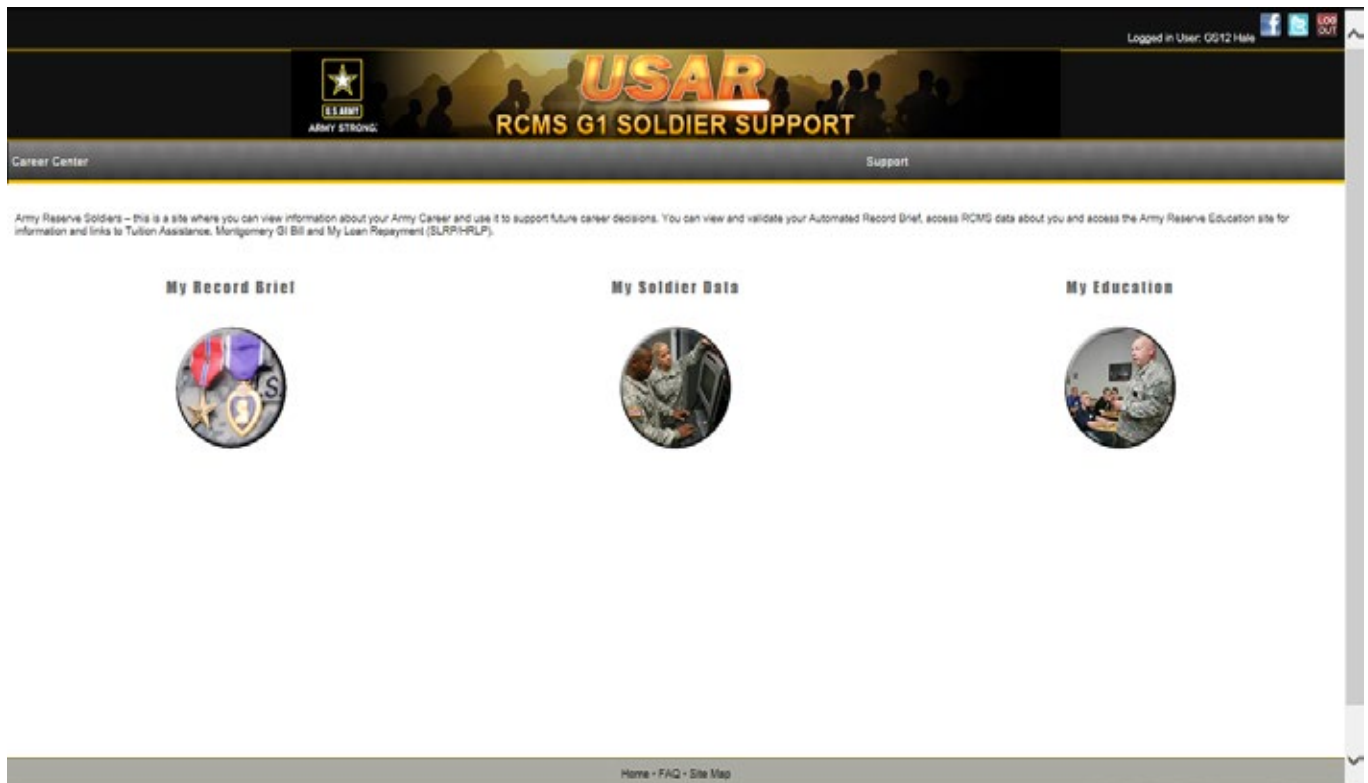 Logged in User: GS12 Hale
LOG
OUT
U.S.ARMY
ARMY STRONG.
USAR
RCMS G1 SOLDIER SUPPORT
Career Center
Support
Army Reserve Soldiers – this is a site where you can view information about your Army Career and use it to support future career decisions. You can view and validate your Automated Record Brief, access RCMS data about you and access the Army Reserve Education site for
information and links to Tuition Assistance, Montgomery GI Bill and My Loan Repayment (SLRP/HRLP).
My Record Brief
My Soldier Data
My Education
Home - FAQ - Site Map